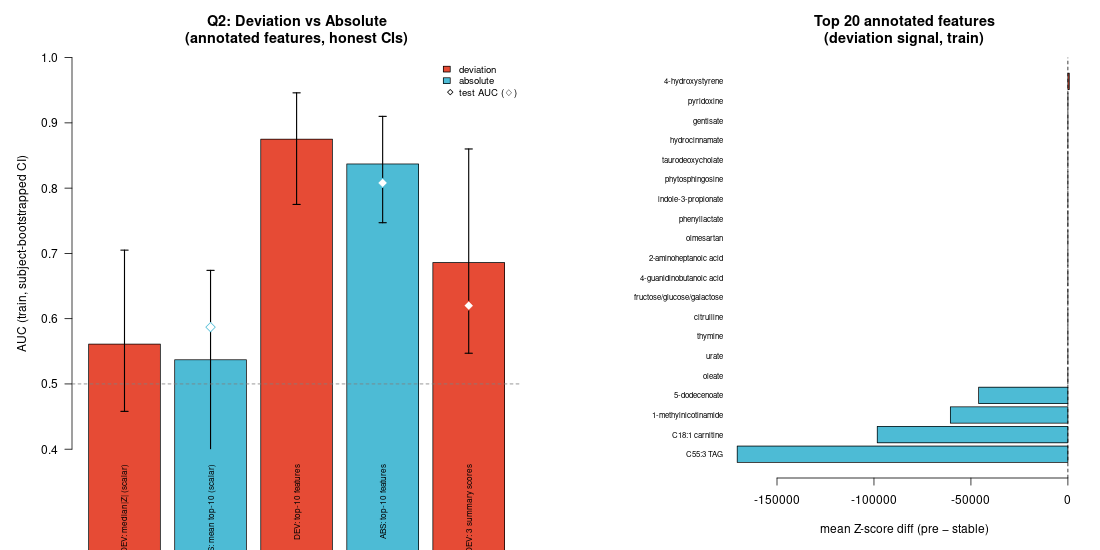 Q2: Deviation vs Absolute
(annotated features, honest CIs)
AUC (train, subject-bootstrapped CI)
1.0
0.9
0.8
0.7
0.6
0.5
0.4
deviation
absolute
test AUC (◇)
DEV: median|Z| (scalar)
S: mean top-10 (scalar)
DEV: top-10 features
ABS: top-10 features
DEV: 3 summary scores
Top 20 annotated features
(deviation signal, train)
4-hydroxystyrene
pyridoxine
gentisate
hydrocinnamate
taurodeoxycholate
phytosphingosine
indole-3-propionate
phenyllactate
olmesartan
2-aminoheptanoic acid
4-guanidinobutanoic acid
fructose/glucose/galactose
citrulline
thymine
urate
oleate
5-dodecenoate
1-methylnicotinamide
C18:1 carnitine
C55:3 TAG
-150000
-100000
-50000
0
mean Z-score diff (pre − stable)